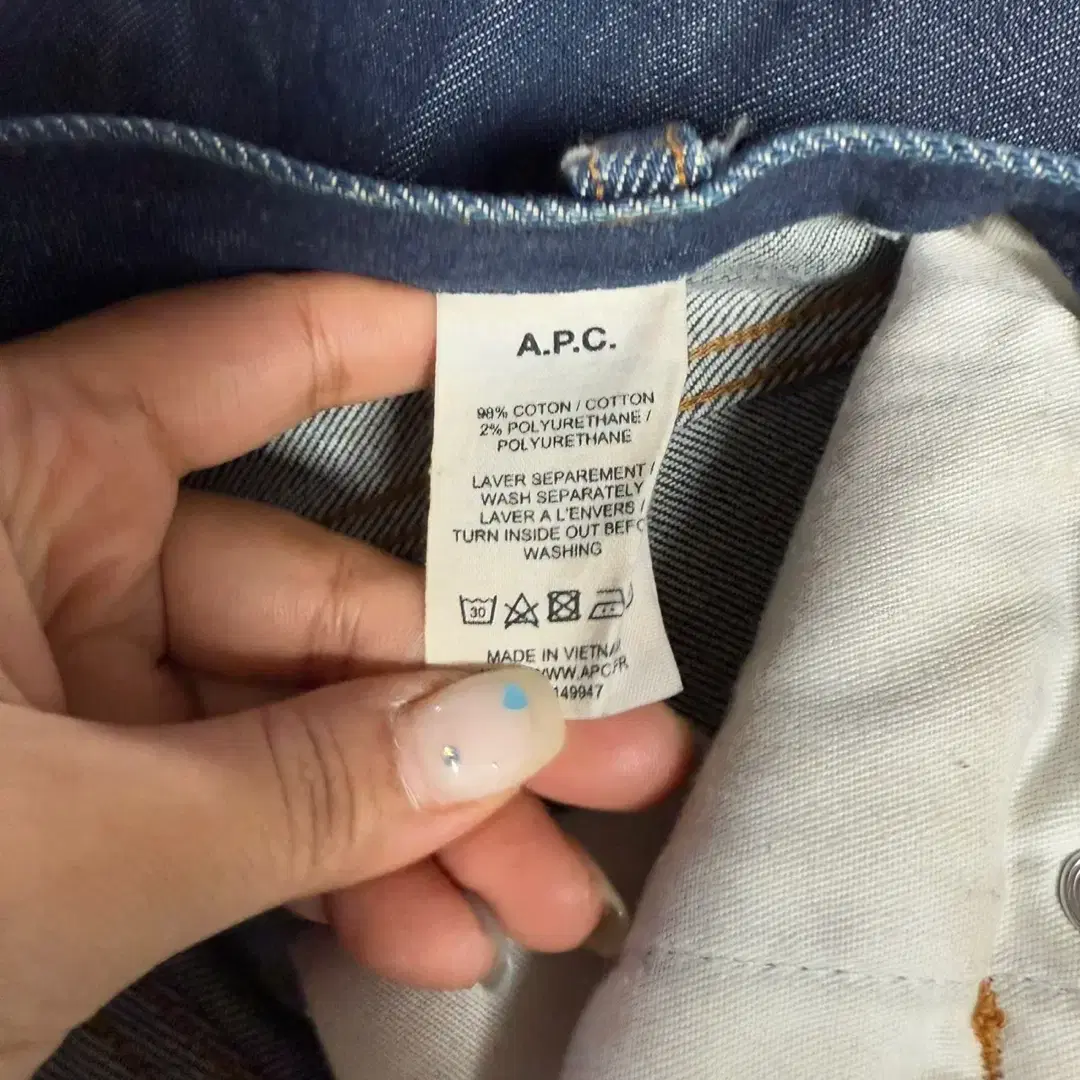 A.P.C.
98% COTON / COTTON
2% POLYURETHANE /
POLYURETHANE
LAVER SEPAREMENT /
WASH SEPARATELY
LAVER A L'ENVERS /
TURN INSIDE OUT BEFO
WASHING
30
MADE IN VIETNA
WWW.APC.FR
149947